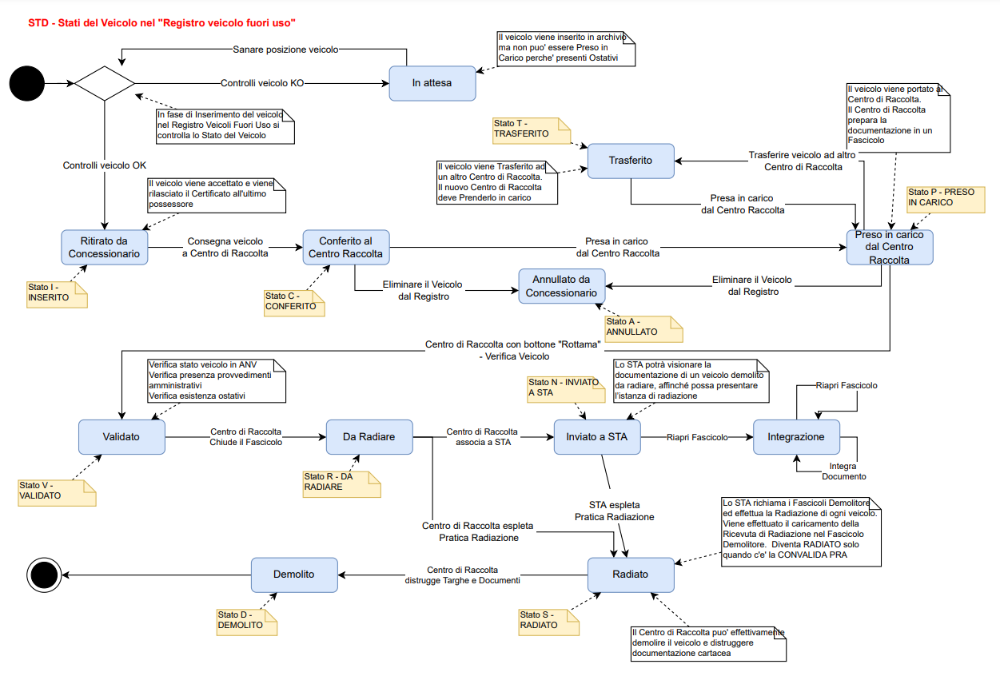 STD - Stati del Veicolo nel "Registro veicolo fuori uso"
Sanare posizione veicolo
Il veicolo viene inserito in archivio
ma non puo' essere Preso in
Carico perche' presenti Ostativi
Controlli veicolo KO
In attesa
In fase di Inserimento del veicolo
nel Registro Veicoli Fuori Uso si
controlla lo Stato del Veicolo
Il veicolo viene portato al
Centro di Raccolta.
Il Centro di Raccolta
prepara la
documentazione in un
Fascicolo
Stato T -
TRASFERITO
Trasferito
Trasferire veicolo ad altro
Centro di Raccolta
Controlli veicolo OK
Il veicolo viene Trasferito ad
un altro Centro di Raccolta.
Il nuovo Centro di Raccolta
deve Prenderlo in carico
Il veicolo viene accettato e viene
rilasciato il Certificato all'ultimo
possessore
Presa in carico
dal Centro Raccolta
Stato P - PRESO
IN CARICO
Ritirato da
Concessionario
Consegna veicolo
a Centro di Raccolta
Conferito al
Centro Raccolta
Presa in carico
dal Centro Raccolta
Preso in carico
dal Centro
Raccolta
Stato I -
INSERITO
Stato C -
CONFERITO
Eliminare il Veicolo
dal Registro
Annullato da
Concessionario
Eliminare il Veicolo
dal Registro
Stato A -
ANNULLATO
Centro di Raccolta con bottone "Rottama"
- Verifica Veicolo
Verifica stato veicolo in ANV
Verifica presenza provvedimenti
amministrativi
Verifica esistenza ostativi
Stato N - INVIATO
A STA
Lo STA potrà visionare la
documentazione di un veicolo demolito
da radiare, affinché possa presentare
l'istanza di radiazione
Riapri Fascicolo
Validato
Centro di Raccolta
Chiude il Fascicolo
Da Radiare
Centro di Raccolta
associa a STA
Inviato a STA
Riapri Fascicolo
Integrazione
Integra
Documento
Stato V -
VALIDATO
Stato R - DA
RADIARE
STA espleta
Pratica Radiazione
Centro di Raccolta espleta
Pratica Radiazione
Lo STA richiama i Fascicoli Demolitore
ed effettua la Radiazione di ogni veicolo.
Viene effettuato il caricamento della
Ricevuta di Radiazione nel Fascicolo
Demolitore. Diventa RADIATO solo
quando c'e' la CONVALIDA PRA
Demolito
Centro di Raccolta
distrugge Targhe e Documenti
Radiato
Stato D -
DEMOLITO
Stato S -
RADIATO
Il Centro di Raccolta puo' effettivamente
demolire il veicolo e distruggere
documentazione cartacea